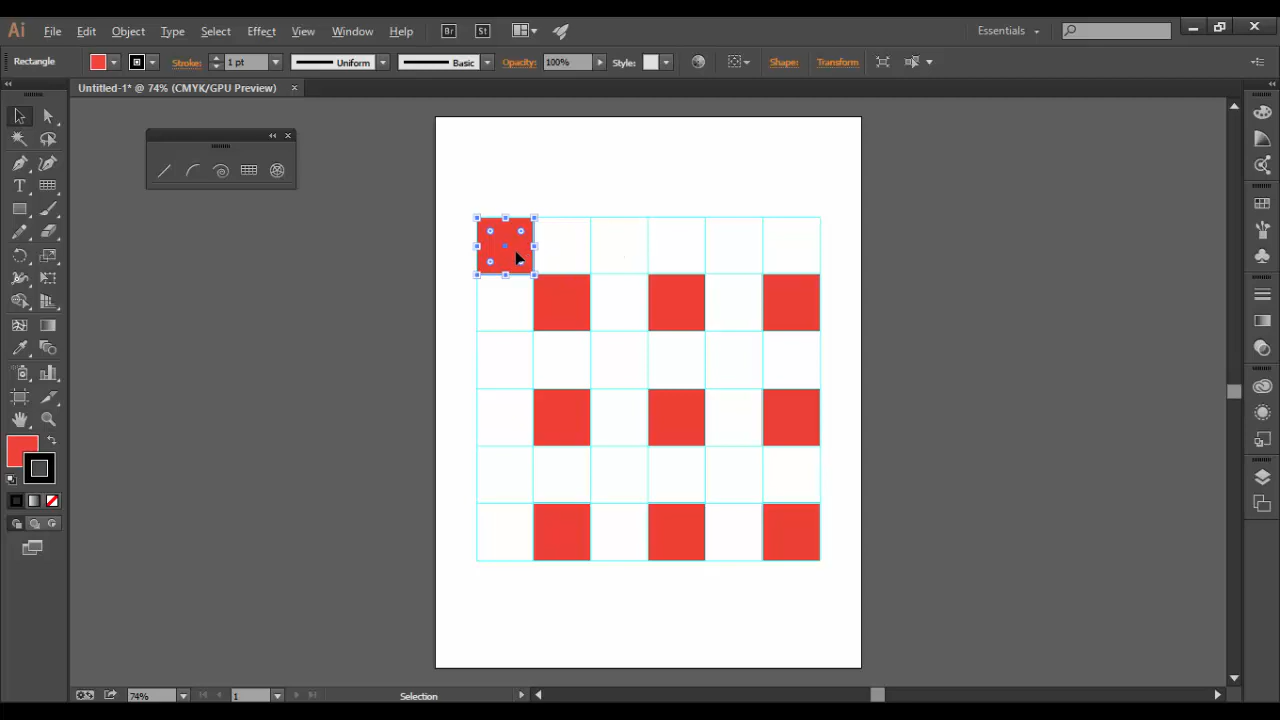 Ai File Edit Object Type Select Effect View Window Help Br St Essentials
Rectangle Stroke: 1 pt Uniform Basic Opacity: 100% Style: Shape: Transform
Untitled-1* @ 74% (CMYK/GPU Preview)
T
74% 1 Selection